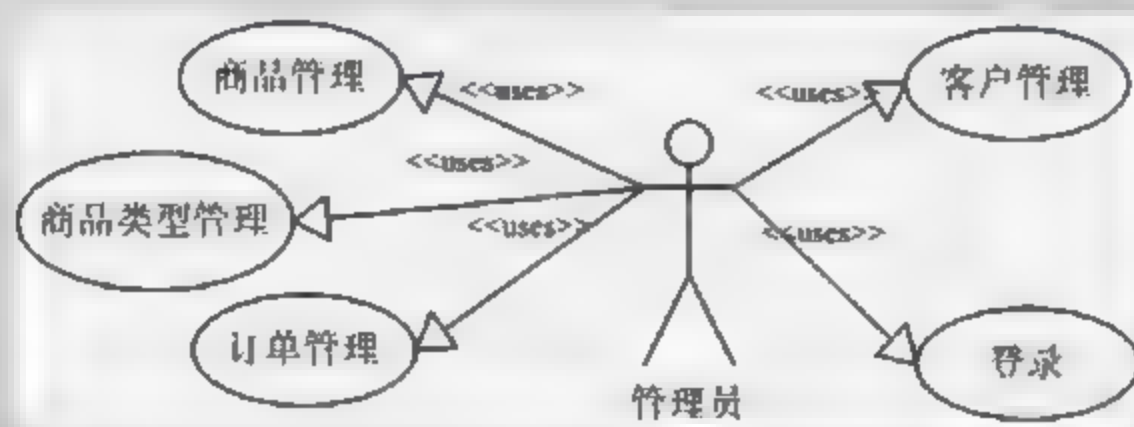 商品管理
<<uses>>
<<uses>>
客户管理
<<uses>>
商品类型管理
<<uses>>
<<uses>>
订单管理
登录
管理员